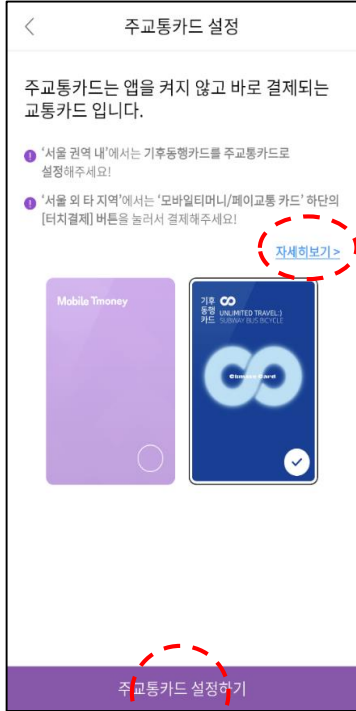 주교통카드 설정
주교통카드는 앱을 켜지 않고 바로 결제되는
교통카드 입니다.
'서울 권역 내'에서는 기후동행카드를 주교통카드로
설정해주세요!
'서울 외 타 지역'에서는 '모바일티머니/페이교통 카드' 하단의
[터치결제] 버튼을 눌러서 결제해주세요!
자세히보기 >
Mobile Tmoney
기후
동행
카드
UNLIMITED TRAVEL:)
SUBWAY BUS BICYCLE
Climate Card
주교통카드 설정하기